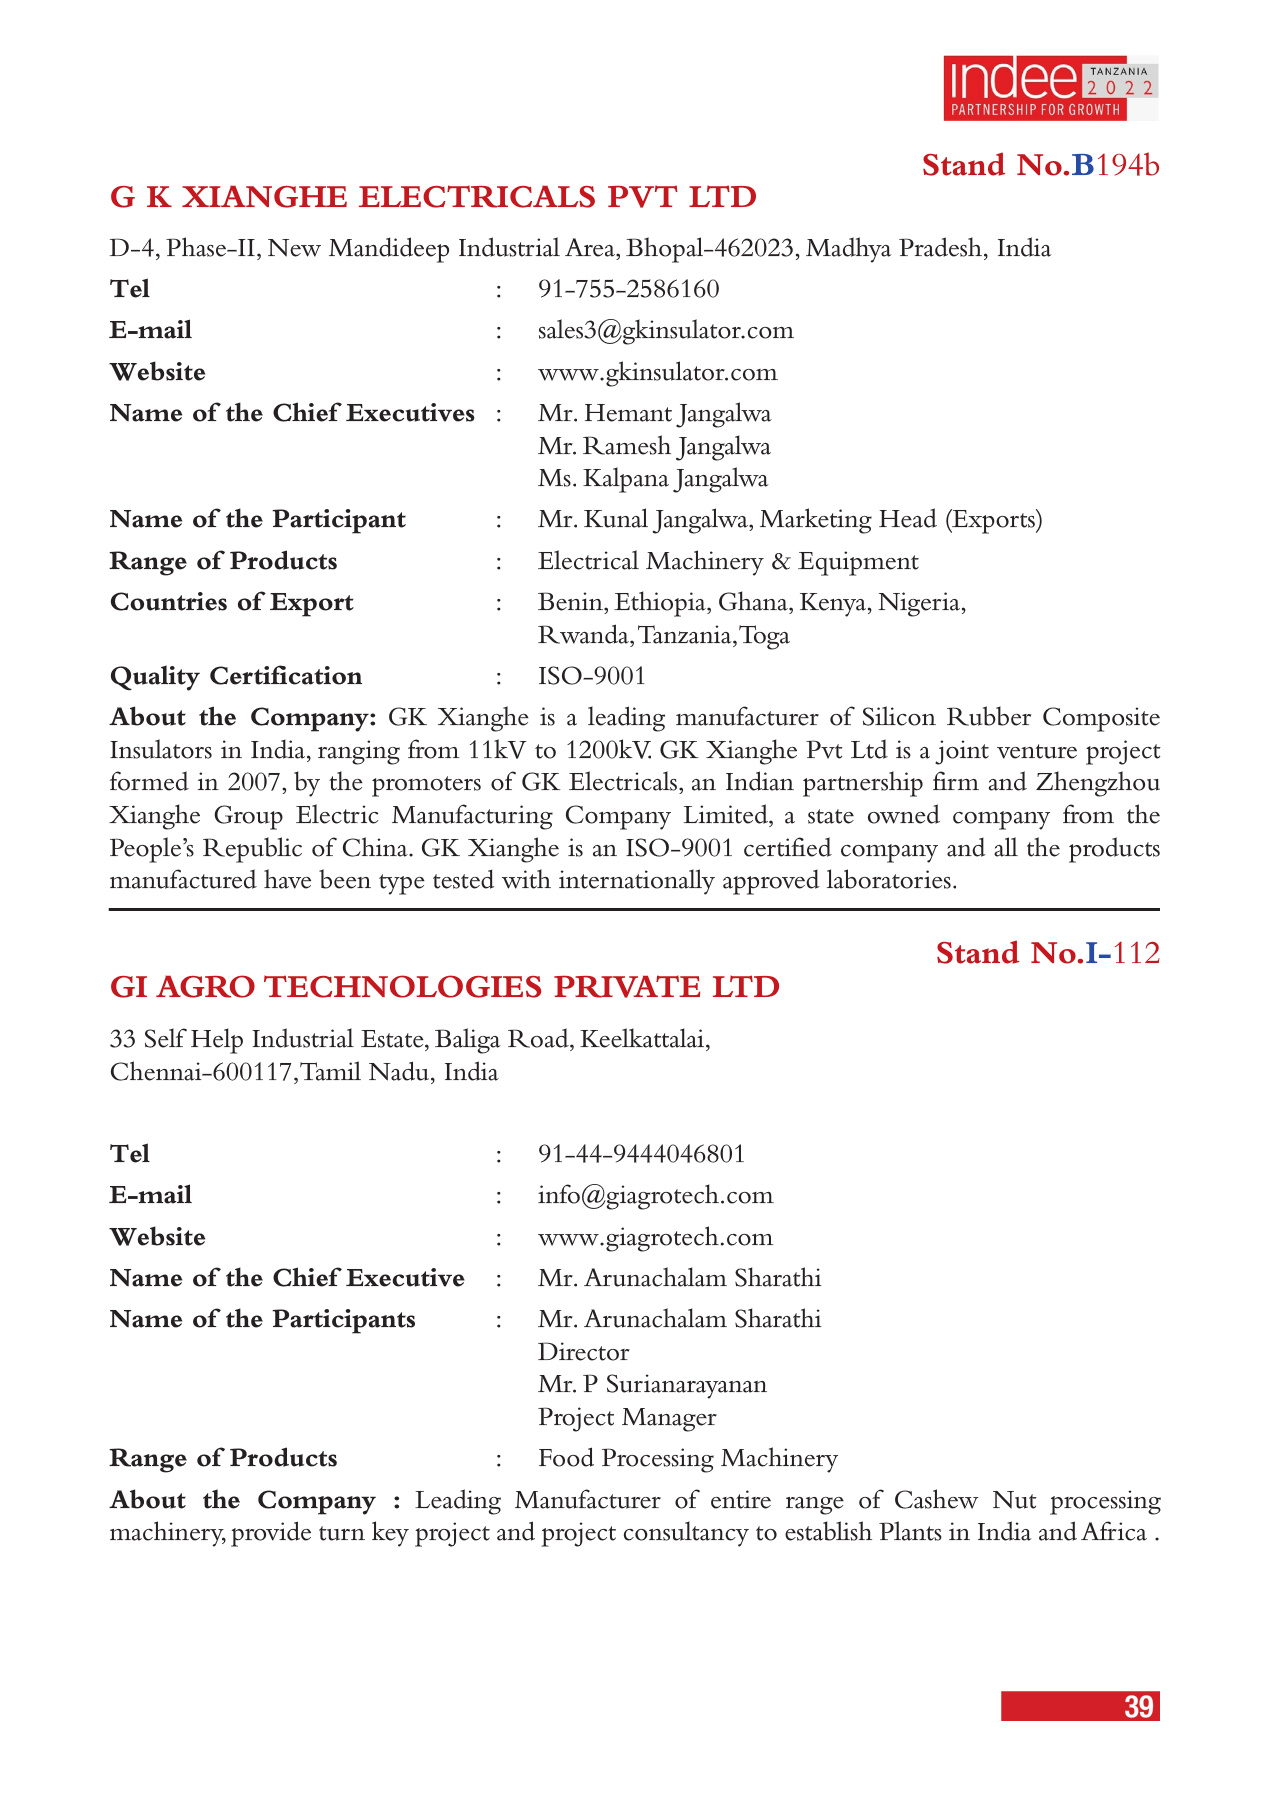 Indee TANZANIA
2022
PARTNERSHIP FOR GROWTH
Stand No.B194b
G K XIANGHE ELECTRICALS PVT LTD
D-4, Phase-II, New Mandideep Industrial Area, Bhopal-462023, Madhya Pradesh, India
Tel : 91-755-2586160
E-mail : sales3@gkinsulator.com
Website : www.gkinsulator.com
Name of the Chief Executives : Mr. Hemant Jangalwa
Mr. Ramesh Jangalwa
Ms. Kalpana Jangalwa
Name of the Participant : Mr. Kunal Jangalwa, Marketing Head (Exports)
Range of Products : Electrical Machinery & Equipment
Countries of Export : Benin, Ethiopia, Ghana, Kenya, Nigeria,
Rwanda, Tanzania, Toga
Quality Certification : ISO-9001
About the Company: GK Xianghe is a leading manufacturer of Silicon Rubber Composite
Insulators in India, ranging from 11kV to 1200kV. GK Xianghe Pvt Ltd is a joint venture project
formed in 2007, by the promoters of GK Electricals, an Indian partnership firm and Zhengzhou
Xianghe Group Electric Manufacturing Company Limited, a state owned company from the
People’s Republic of China. GK Xianghe is an ISO-9001 certified company and all the products
manufactured have been type tested with internationally approved laboratories.
Stand No.I-112
GI AGRO TECHNOLOGIES PRIVATE LTD
33 Self Help Industrial Estate, Baliga Road, Keelkattalai,
Chennai-600117, Tamil Nadu, India
Tel : 91-44-9444046801
E-mail : info@giagrotech.com
Website : www.giagrotech.com
Name of the Chief Executive : Mr. Arunachalam Sharathi
Name of the Participants : Mr. Arunachalam Sharathi
Director
Mr. P Surianarayanan
Project Manager
Range of Products : Food Processing Machinery
About the Company : Leading Manufacturer of entire range of Cashew Nut processing
machinery, provide turn key project and project consultancy to establish Plants in India and Africa .
39